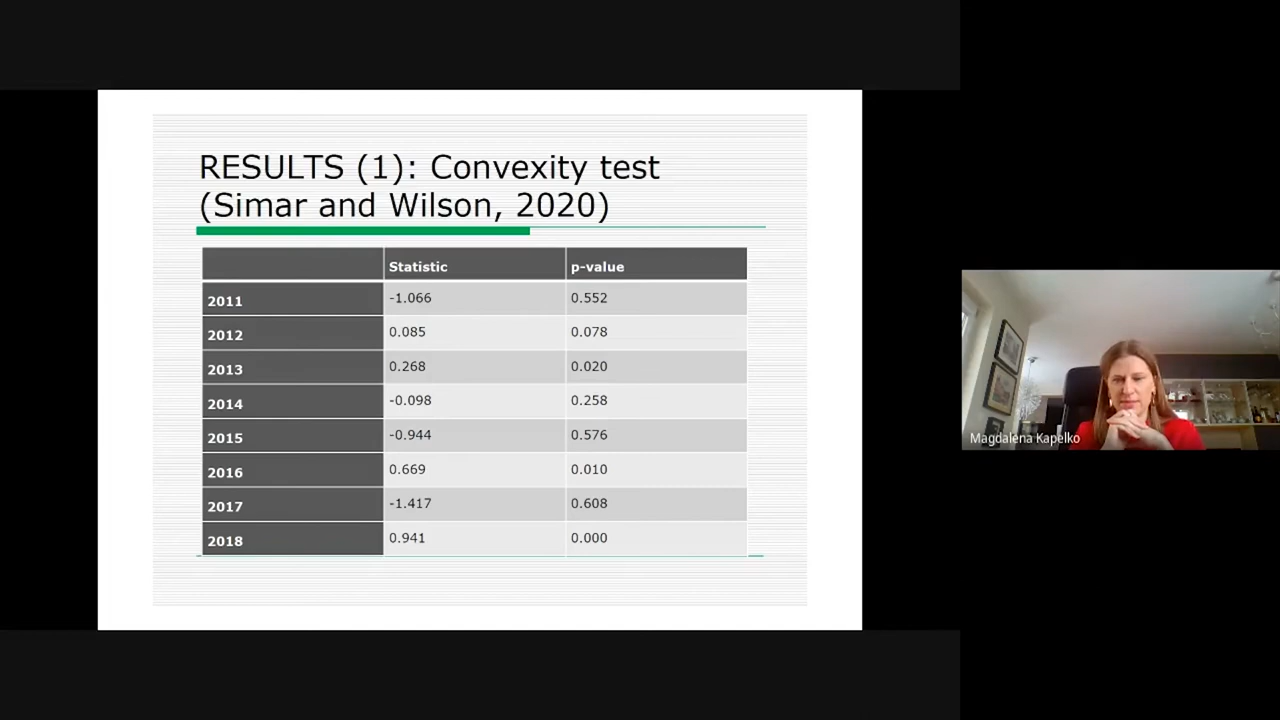 RESULTS (1): Convexity test
(Simar and Wilson, 2020)
Statistic p-value
2011 -1.066 0.552
2012 0.085 0.078
2013 0.268 0.020
2014 -0.098 0.258
2015 -0.944 0.576
2016 0.669 0.010
2017 -1.417 0.608
2018 0.941 0.000
Magdalena Kapelko